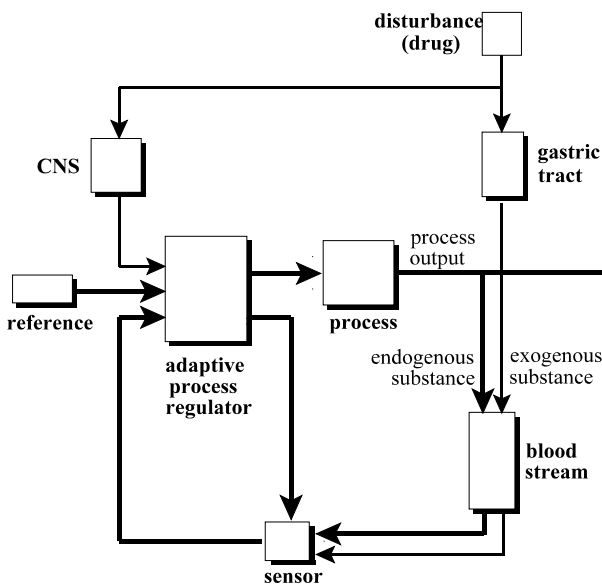 disturbance
(drug)
CNS
gastric
tract
process
output
reference
process
adaptive
process
regulator
endogenous
substance
exogenous
substance
blood
stream
sensor